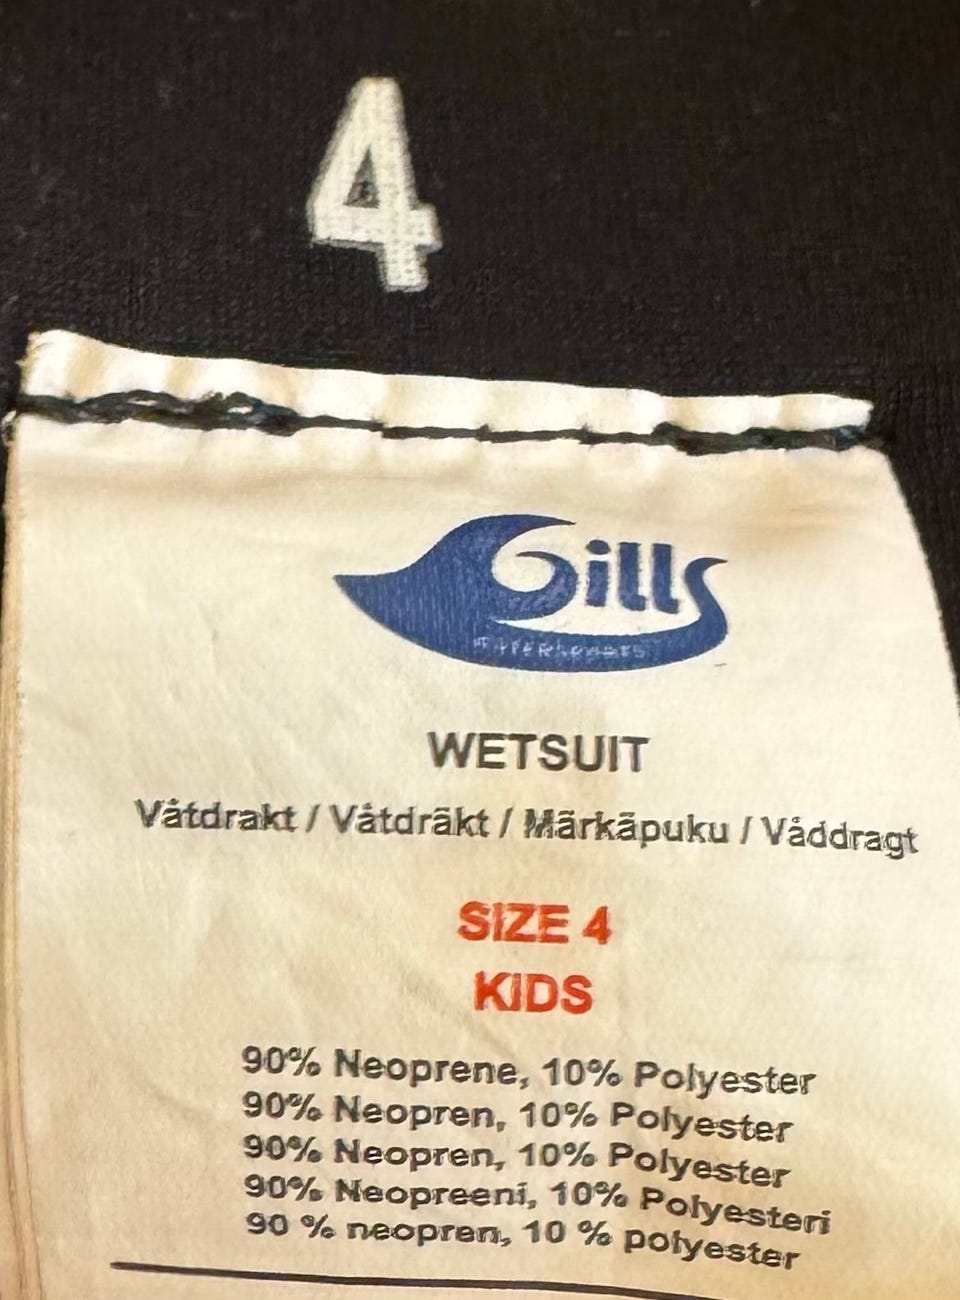 4
Gills
WETSUIT
Våtdrakt / Våtdräkt / Märkäpuku / Våddragt
SIZE 4
KIDS
90% Neoprene, 10% Polyester
90% Neopren, 10% Polyester
90% Neopren, 10% Polyester
90% Neopreeni, 10% Polyesteri
90 % neopren, 10 % polyester